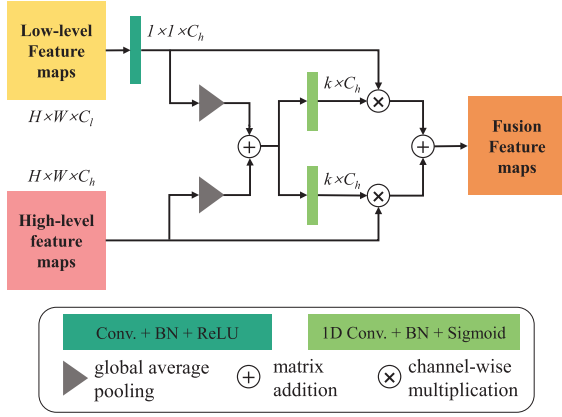 Low-level
Feature
maps
1×1×C_h
H×W×C_l
k×C_h
H×W×C_h
k×C_h
High-level
feature
maps
Fusion
Feature
maps
Conv. + BN + ReLU
1D Conv. + BN + Sigmoid
global average
pooling
matrix
addition
channel-wise
multiplication